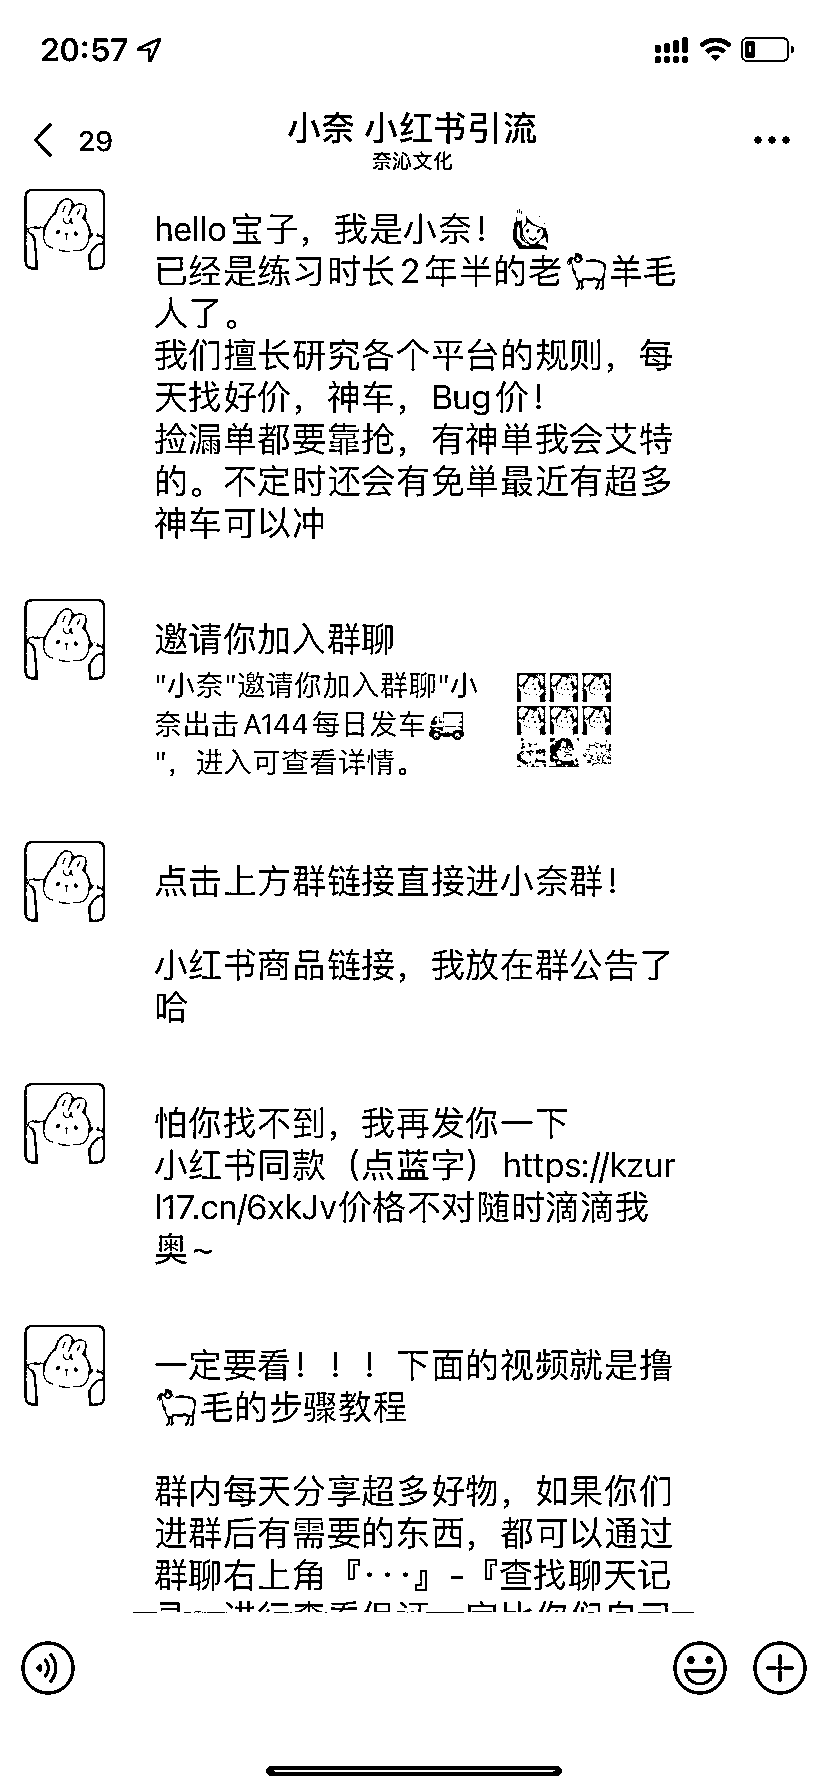 20:57
29
小奈 小红书引流
奈沁文化
hello宝子，我是小奈！
已经是练习时长2年半的老🐑羊毛
人了。
我们擅长研究各个平台的规则，每
天找好价，神车，Bug价！
捡漏单都要靠抢，有神単我会艾特
的。不定时还会有免単最近有超多
神车可以冲
邀请你加入群聊
"小奈"邀请你加入群聊"小
奈出击A144每日发车🚚
"，进入可查看详情。
点击上方群链接直接进小奈群！
小红书商品链接，我放在群公告了
哈
怕你找不到，我再发你一下
小红书同款（点蓝字）https://kzur
l17.cn/6xkJv价格不对随时滴滴我
奥~
一定要看！！！下面的视频就是撸
🐑毛的步骤教程
群内每天分享超多好物，如果你们
进群后有需要的东西，都可以通过
群聊右上角『···』-『查找聊天记